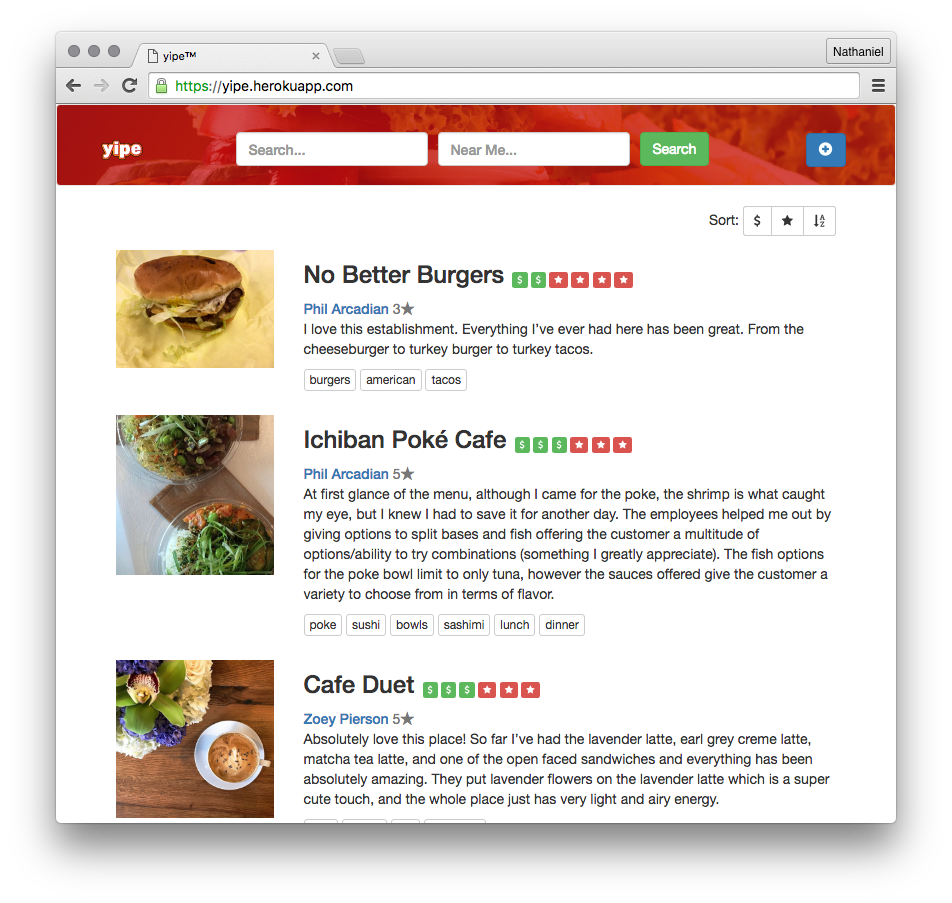 yipe™
Nathaniel
https://yipe.herokuapp.com
yipe
Search...
Near Me...
Search
Sort: $
No Better Burgers $ $
Phil Arcadian 3★
I love this establishment. Everything I've ever had here has been great. From the
cheeseburger to turkey burger to turkey tacos.
burgers american tacos
Ichiban Poké Cafe $ $ $
Phil Arcadian 5★
At first glance of the menu, although I came for the poke, the shrimp is what caught
my eye, but I knew I had to save it for another day. The employees helped me out by
giving options to split bases and fish offering the customer a multitude of
options/ability to try combinations (something I greatly appreciate). The fish options
for the poke bowl limit to only tuna, however the sauces offered give the customer a
variety to choose from in terms of flavor.
poke sushi bowls sashimi lunch dinner
Cafe Duet $ $ $
Zoey Pierson 5★
Absolutely love this place! So far I've had the lavender latte, earl grey creme latte,
matcha tea latte, and one of the open faced sandwiches and everything has been
absolutely amazing. They put lavender flowers on the lavender latte which is a super
cute touch, and the whole place just has very light and airy energy.